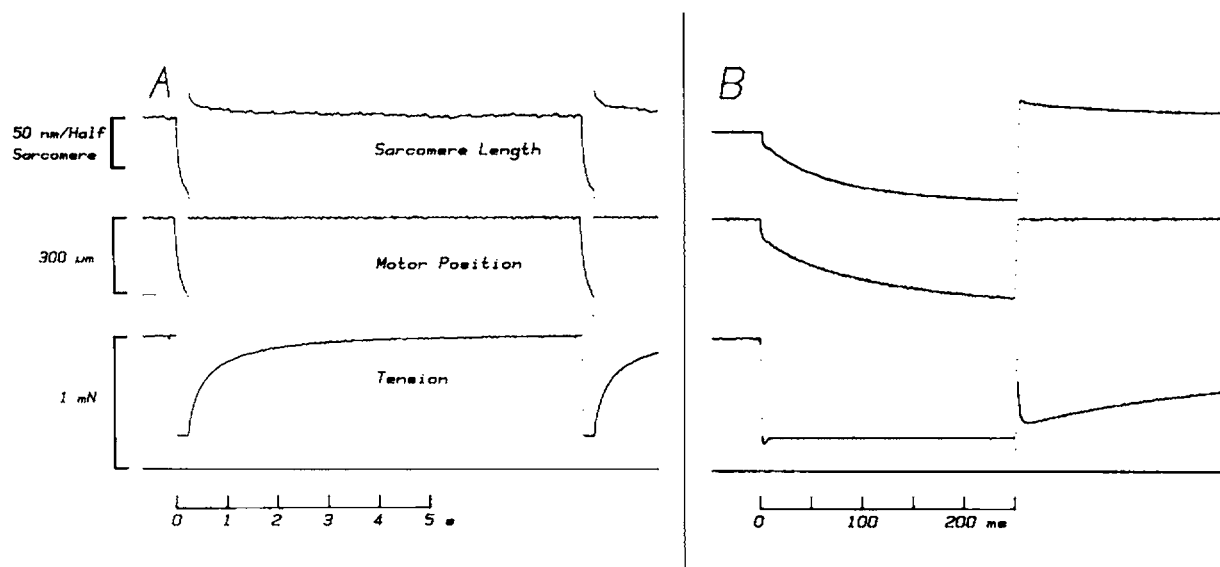 A
50 nm/Half
Sarcomere
Sarcomere Length
300 μm
Motor Position
1 mN
Tension
0 1 2 3 4 5 s
B
0 100 200 ms